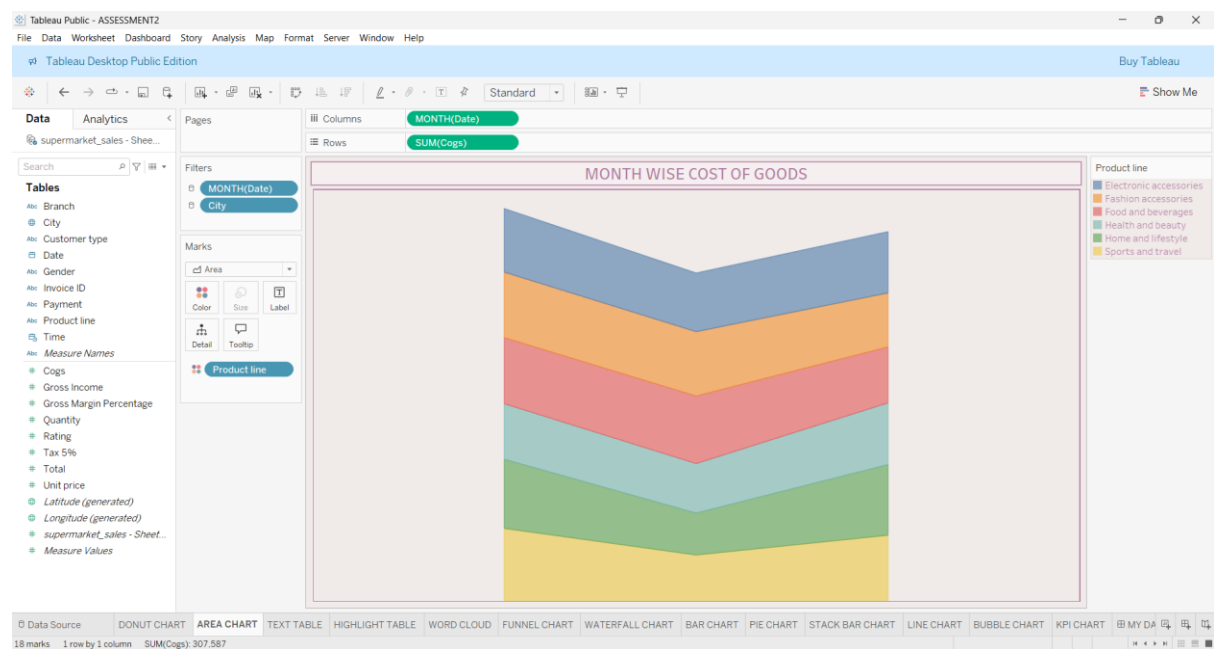 Tableau Public - ASSESSMENT2
File Data Worksheet Dashboard Story Analysis Map Format Server Window Help
Tableau Desktop Public Edition Buy Tableau
Standard Show Me
Data Analytics
supermarket_sales - Shee...
Search
Tables
Abc Branch
City
Abc Customer type
Date
Abc Gender
Abc Invoice ID
Abc Payment
Abc Product line
Time
Abc Measure Names
# Cogs
# Gross Income
# Gross Margin Percentage
# Quantity
# Rating
# Tax 5%
# Total
# Unit price
Latitude (generated)
Longitude (generated)
# supermarket_sales - Sheet...
# Measure Values
Pages
Filters
MONTH(Date)
City
Marks
Area
Color Size Label
Detail Tooltip
Product line
Columns MONTH(Date)
Rows SUM(Cogs)
MONTH WISE COST OF GOODS
Product line
Electronic accessories
Fashion accessories
Food and beverages
Health and beauty
Home and lifestyle
Sports and travel
Data Source DONUT CHART AREA CHART TEXT TABLE HIGHLIGHT TABLE WORD CLOUD FUNNEL CHART WATERFALL CHART BAR CHART PIE CHART STACK BAR CHART LINE CHART BUBBLE CHART KPI CHART MY DA
18 marks 1 row by 1 column SUM(Cogs): 307,587